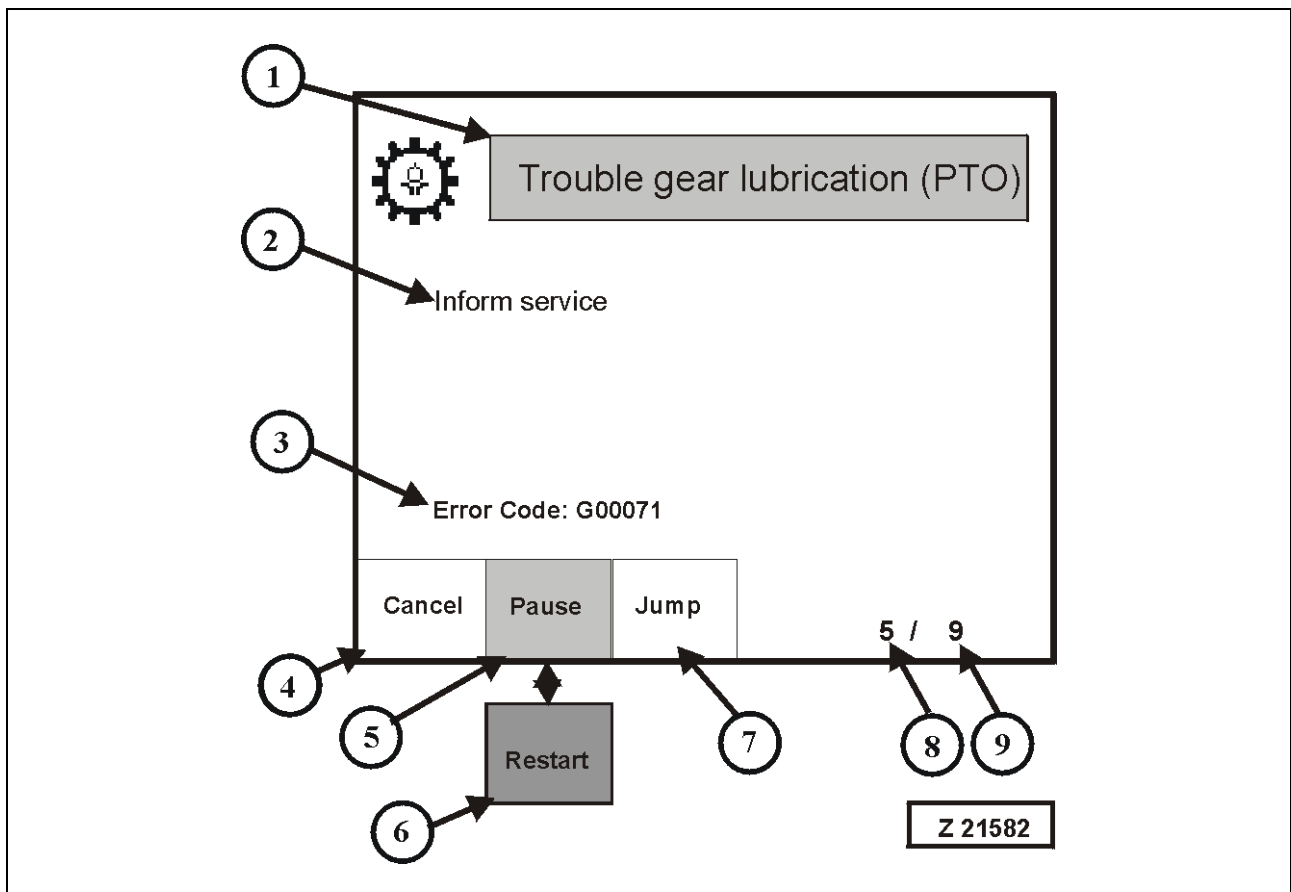 1
Trouble gear lubrication (PTO)
2
Inform service
3
Error Code: G00071
Cancel Pause Jump
5 / 9
4
5
Restart
7
8
9
6
Z 21582